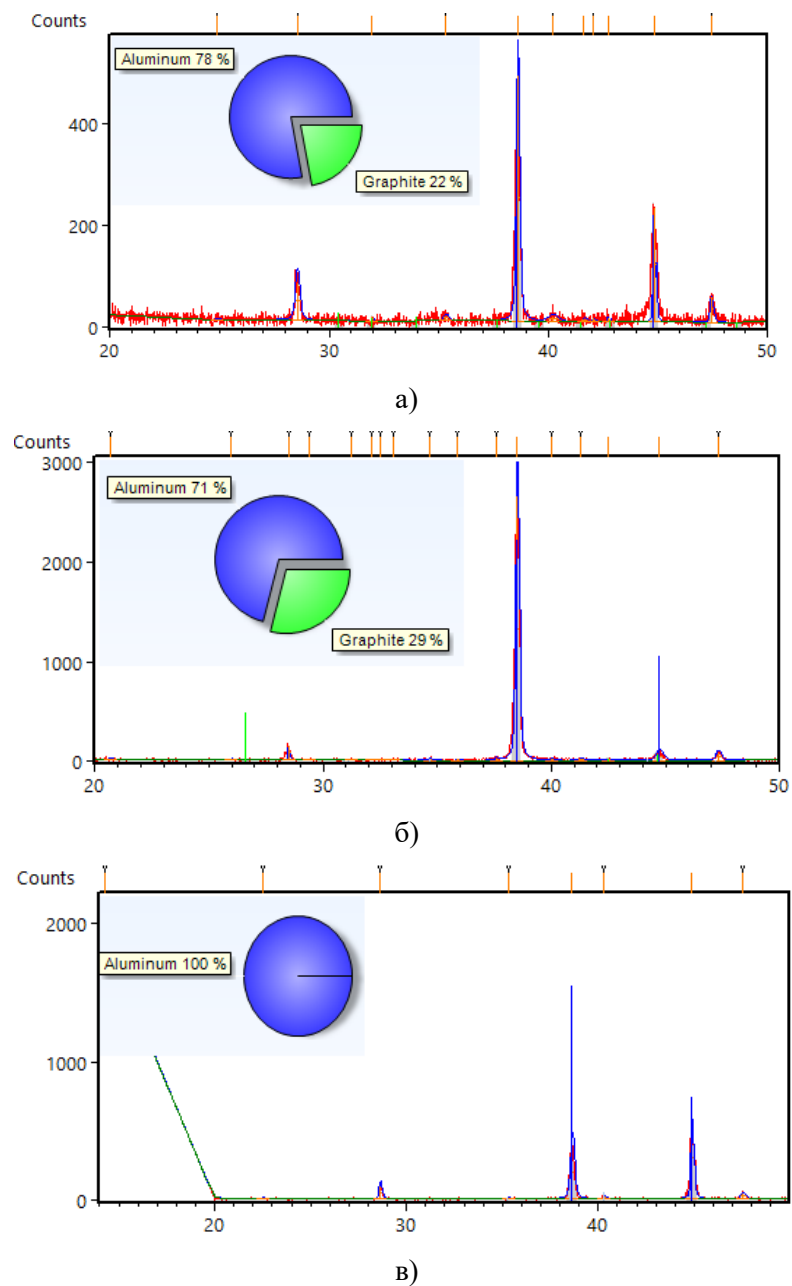 Counts
Aluminum 78 %
Graphite 22 %
400
200
0
20 30 40 50
а)
Counts
3000
Aluminum 71 %
2000
Graphite 29 %
1000
0
20 30 40 50
б)
Counts
2000
Aluminum 100 %
1000
0
20 30 40
в)